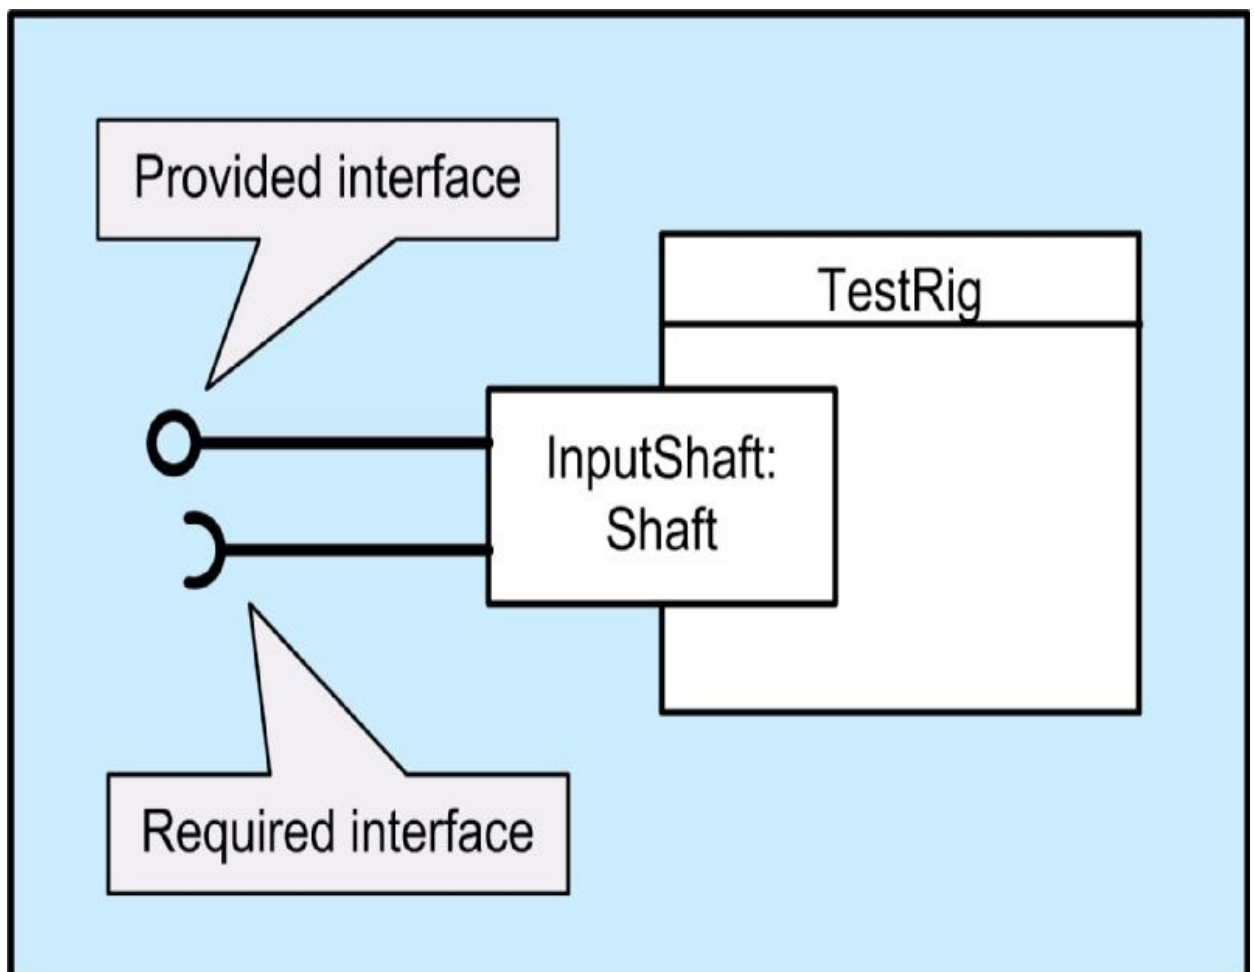 Provided interface
TestRig
InputShaft:
Shaft
Required interface